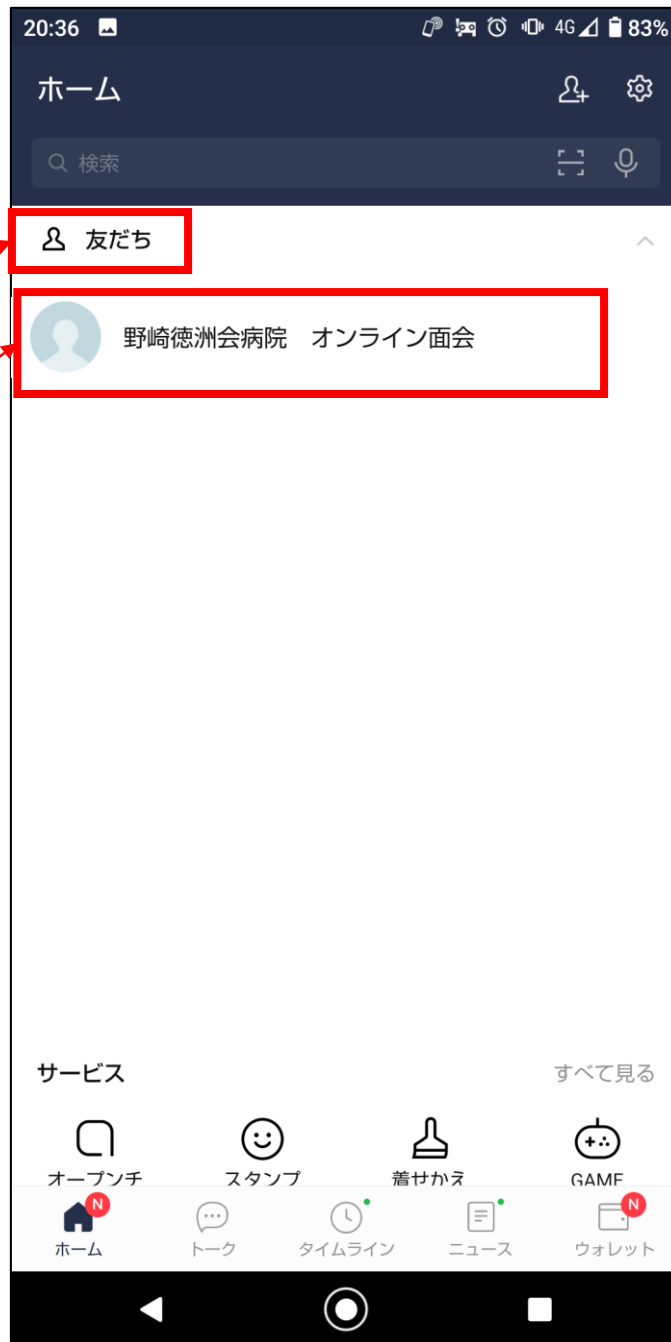 20:36 4G 83%
ホーム
検索
友だち
野崎徳洲会病院　オンライン面会
サービス すべて見る
オープンチ スタンプ 着せかえ GAME
N N
ホーム トーク タイムライン ニュース ウォレット